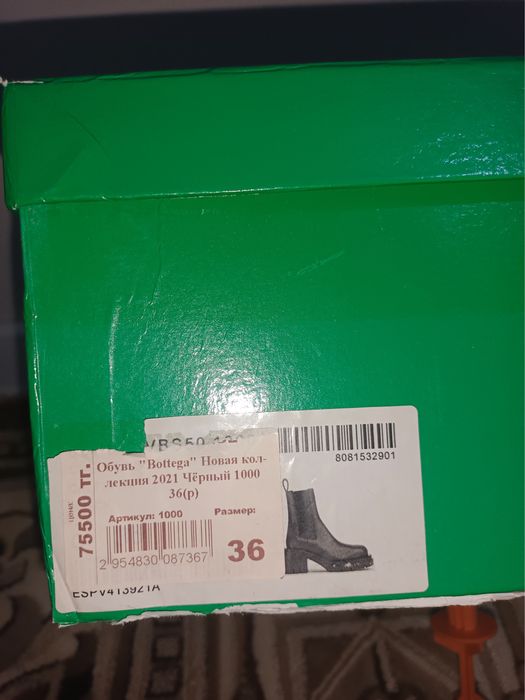 8081532901
Обувь "Bottega" Новая кол-
лекция 2021 Чёрный 1000
36(р)
цена:
75500 тг.
Артикул: 1000 Размер:
2 954830 087367
36
ESPV413921A